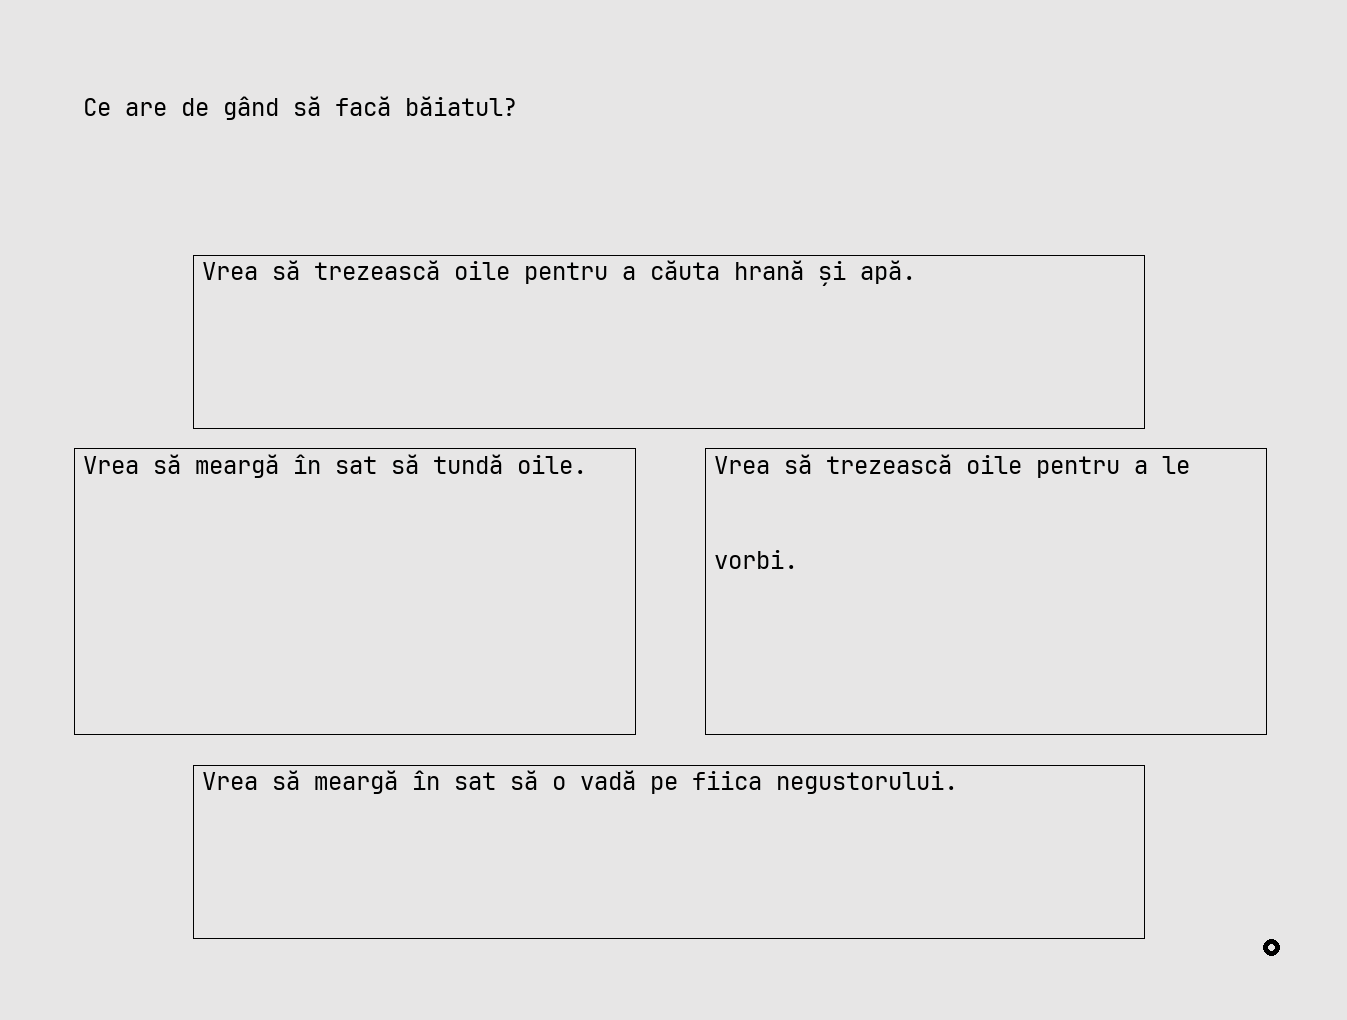 Ce are de gând să facă băiatul?
Vrea să trezească oile pentru a căuta hrană și apă.
Vrea să meargă în sat să tundă oile.
Vrea să trezească oile pentru a le
vorbi.
Vrea să meargă în sat să o vadă pe fiica negustorului.